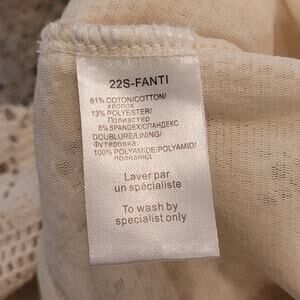 22S-FANTI
81% COTON/COTTON/
хлопок
13% POLYESTER/
Полиэстер
6% SPANDEX/СПАНДЕКС
DOUBLURE/LINING/
Футеровка:
100% POLYAMIDE/POLYAMID/
полиамид
Laver par
un spécialiste
To wash by
specialist only